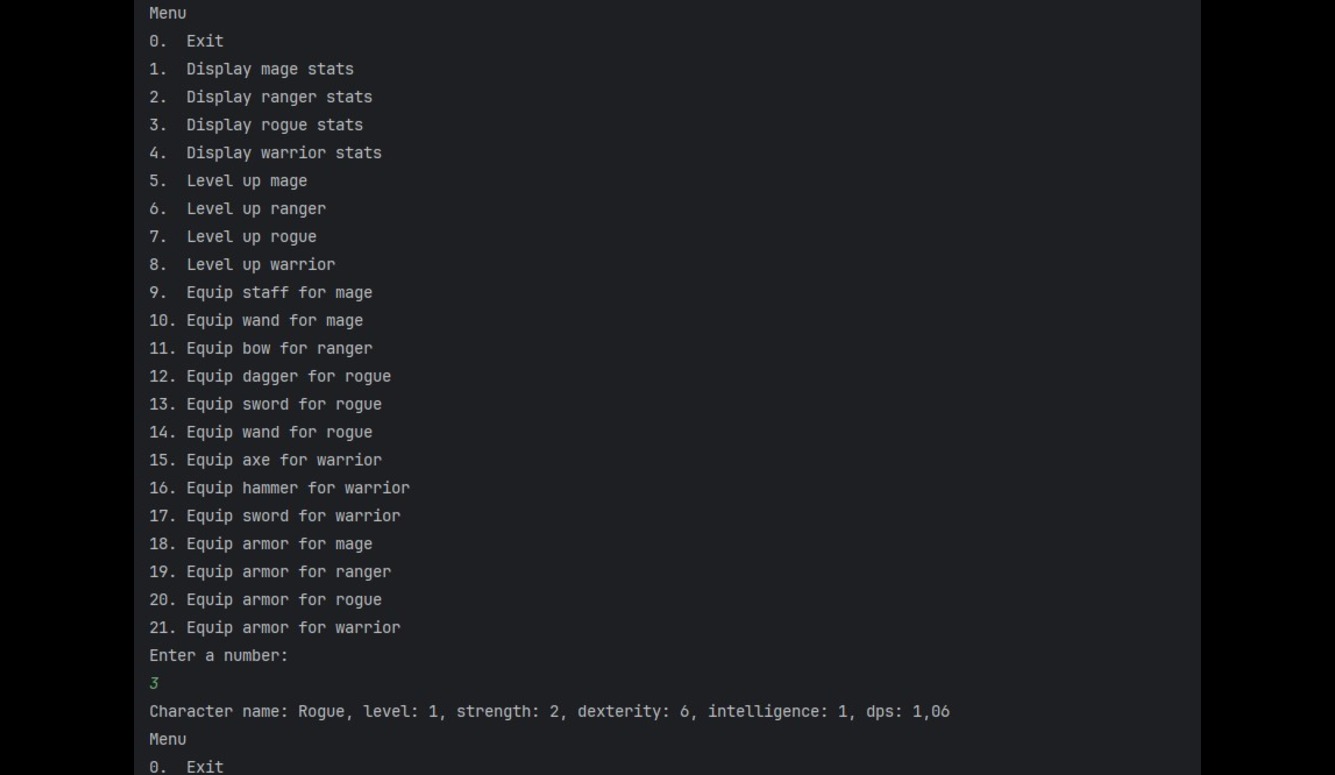 Menu
0.  Exit
1.  Display mage stats
2.  Display ranger stats
3.  Display rogue stats
4.  Display warrior stats
5.  Level up mage
6.  Level up ranger
7.  Level up rogue
8.  Level up warrior
9.  Equip staff for mage
10. Equip wand for mage
11. Equip bow for ranger
12. Equip dagger for rogue
13. Equip sword for rogue
14. Equip wand for rogue
15. Equip axe for warrior
16. Equip hammer for warrior
17. Equip sword for warrior
18. Equip armor for mage
19. Equip armor for ranger
20. Equip armor for rogue
21. Equip armor for warrior
Enter a number:
3
Character name: Rogue, level: 1, strength: 2, dexterity: 6, intelligence: 1, dps: 1,06
Menu
0.  Exit